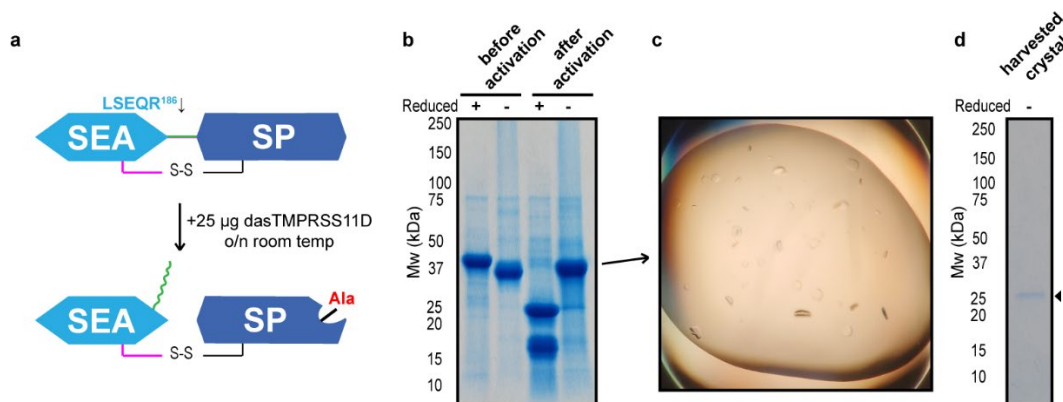 a
LSEQR¹⁸⁶↓
SEA
SP
S-S
+25 µg dasTMPRSS11D
o/n room temp
Ala
SEA
SP
S-S
b
before
activation
after
activation
Reduced + - + -
Mw (kDa)
250
150
100
75
50
37
25
20
15
10
c
d
harvested
crystal
Reduced -
Mw (kDa)
250
150
100
75
50
37
25
20
15
10